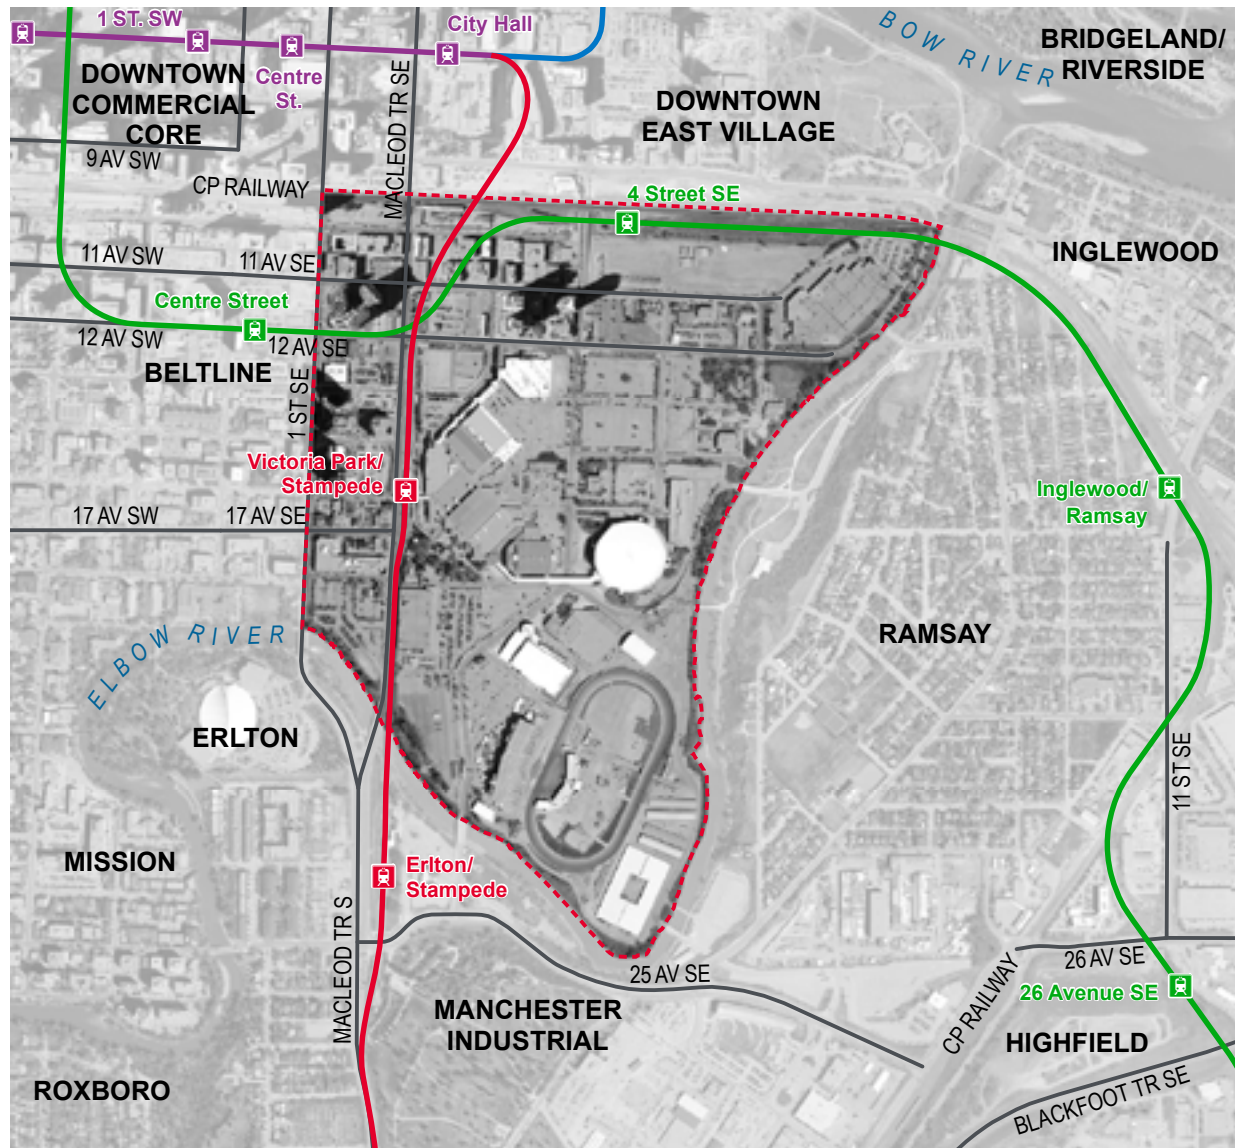 1 ST. SW
City Hall
BOW RIVER
BRIDGELAND/
RIVERSIDE
DOWNTOWN
COMMERCIAL
CORE
Centre
St.
MACLEOD TR SE
DOWNTOWN
EAST VILLAGE
9 AV SW
CP RAILWAY
4 Street SE
11 AV SW
11 AV SE
INGLEWOOD
Centre Street
12 AV SW
12 AV SE
BELTLINE
1 ST SE
Victoria Park/
Stampede
Inglewood/
Ramsay
17 AV SW
17 AV SE
ELBOW RIVER
RAMSAY
ERLTON
11 ST SE
MISSION
Erlton/
Stampede
MACLEOD TR S
25 AV SE
26 AV SE
CP RAILWAY
26 Avenue SE
MANCHESTER
INDUSTRIAL
HIGHFIELD
ROXBORO
BLACKFOOT TR SE